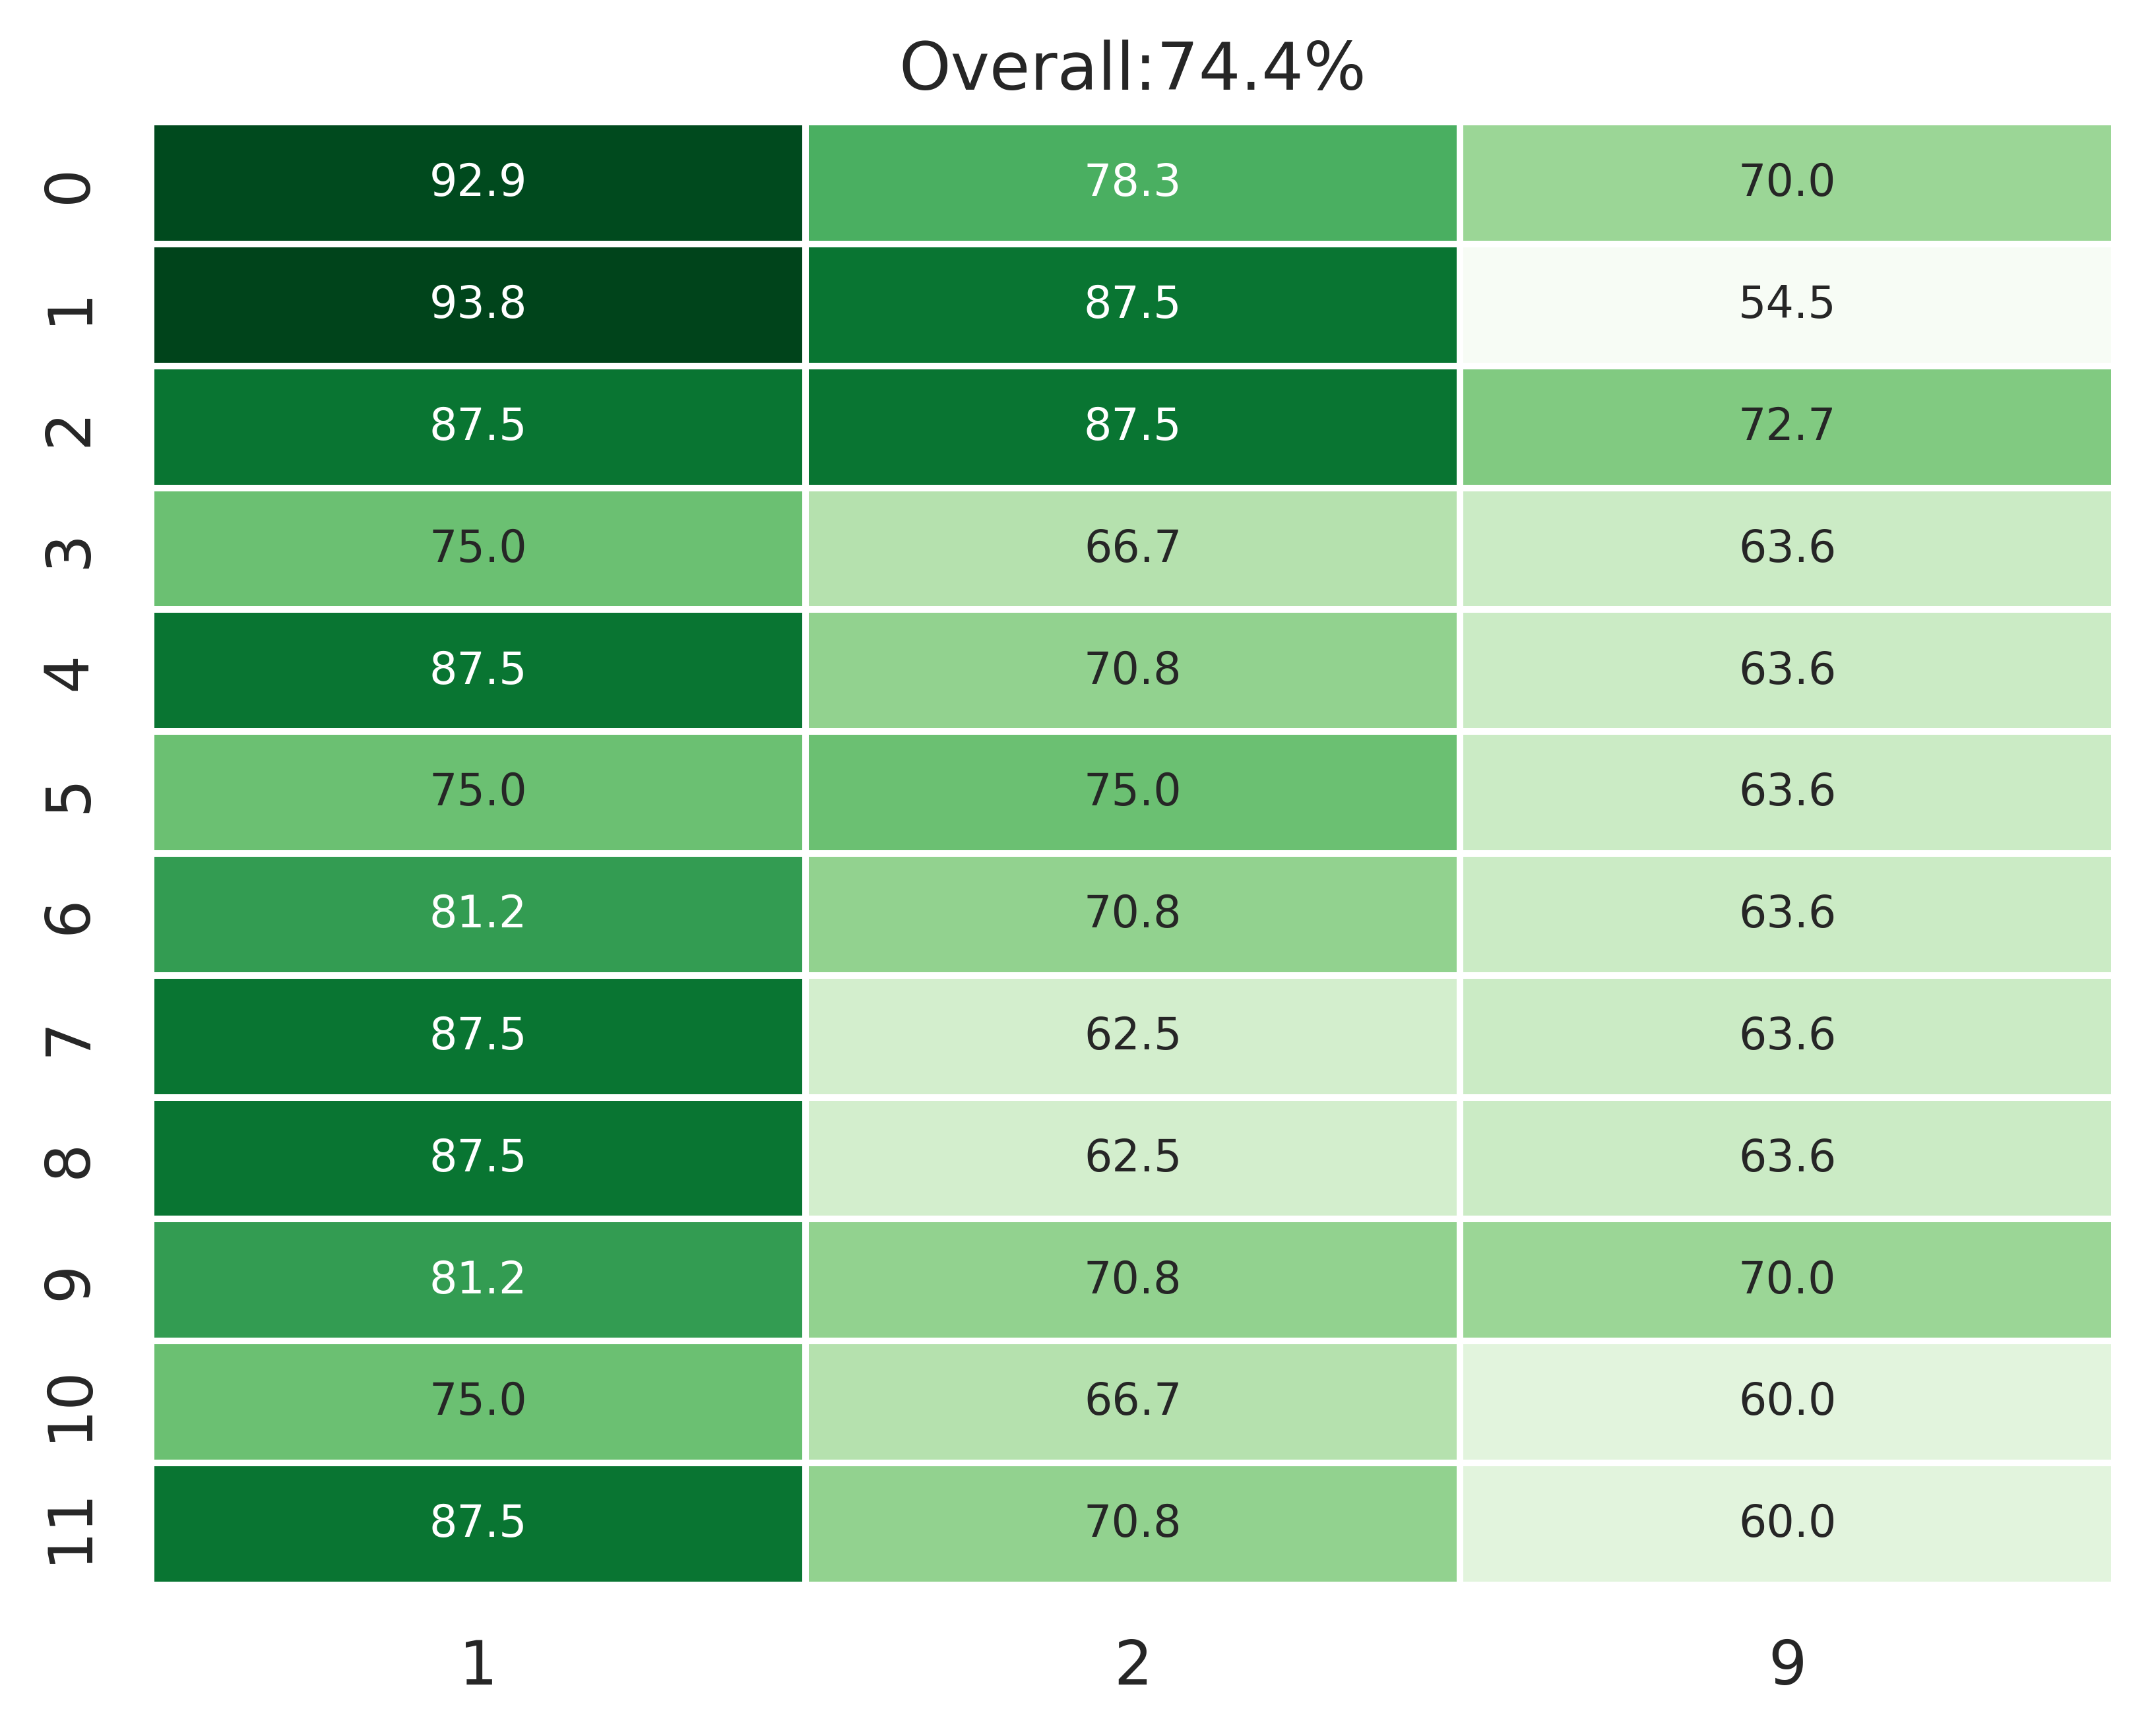 Overall:74.4%
0 92.9 78.3 70.0
1 93.8 87.5 54.5
2 87.5 87.5 72.7
3 75.0 66.7 63.6
4 87.5 70.8 63.6
5 75.0 75.0 63.6
6 81.2 70.8 63.6
7 87.5 62.5 63.6
8 87.5 62.5 63.6
9 81.2 70.8 70.0
10 75.0 66.7 60.0
11 87.5 70.8 60.0
1 2 9